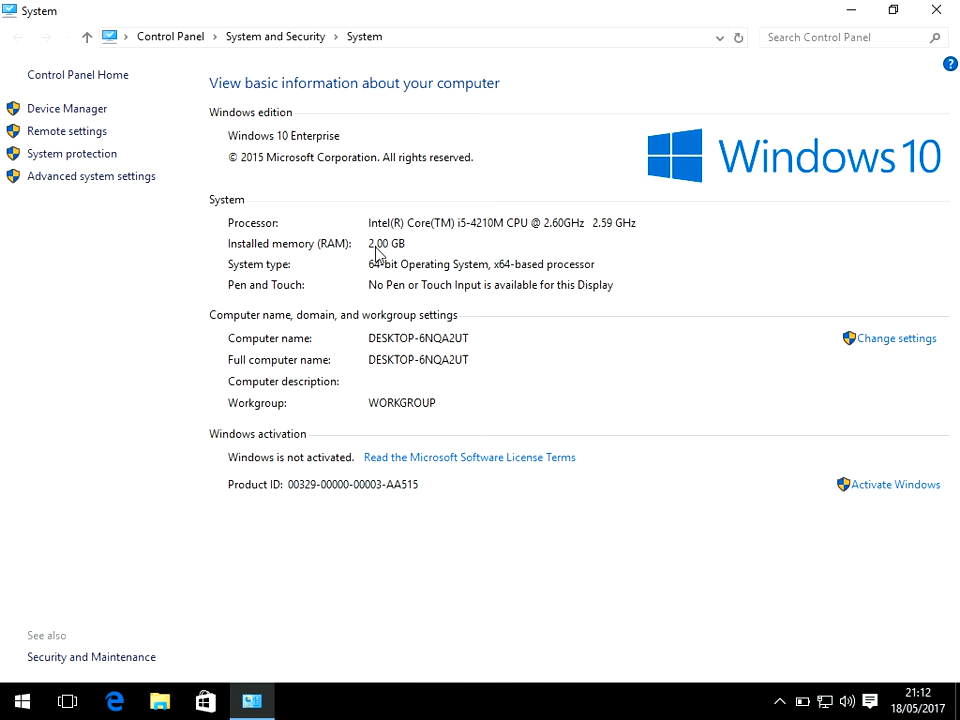 System
Control Panel > System and Security > System
Search Control Panel
?
Control Panel Home
Device Manager
Remote settings
System protection
Advanced system settings
View basic information about your computer
Windows edition
Windows 10 Enterprise
© 2015 Microsoft Corporation. All rights reserved.
Windows 10
System
Processor: Intel(R) Core(TM) i5-4210M CPU @ 2.60GHz 2.59 GHz
Installed memory (RAM): 2.00 GB
System type: 64-bit Operating System, x64-based processor
Pen and Touch: No Pen or Touch Input is available for this Display
Computer name, domain, and workgroup settings
Computer name: DESKTOP-6NQA2UT
Change settings
Full computer name: DESKTOP-6NQA2UT
Computer description:
Workgroup: WORKGROUP
Windows activation
Windows is not activated. Read the Microsoft Software License Terms
Product ID: 00329-00000-00003-AA515
Activate Windows
See also
Security and Maintenance
21:12
18/05/2017